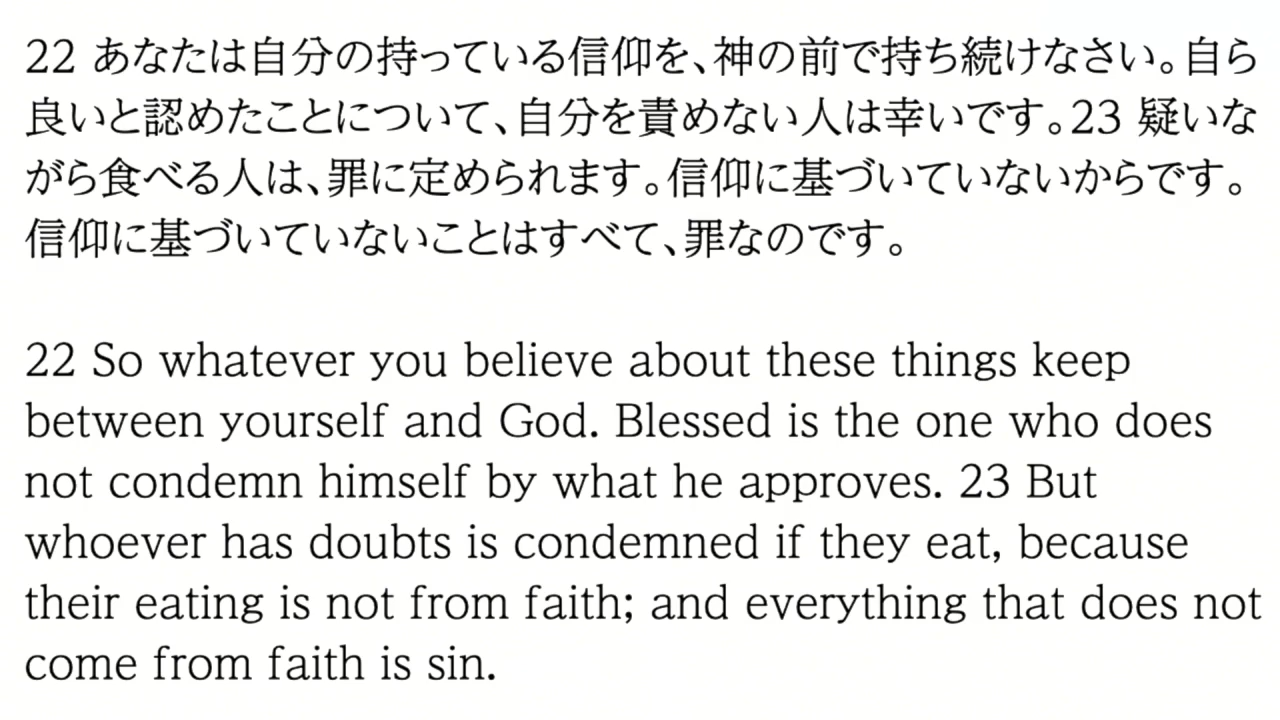 22 あなたは自分の持っている信仰を、神の前で持ち続けなさい。自ら
良いと認めたことについて、自分を責めない人は幸いです。23 疑いな
がら食べる人は、罪に定められます。信仰に基づいていないからです。
信仰に基づいていないことはすべて、罪なのです。
22 So whatever you believe about these things keep
between yourself and God. Blessed is the one who does
not condemn himself by what he approves. 23 But
whoever has doubts is condemned if they eat, because
their eating is not from faith; and everything that does not
come from faith is sin.